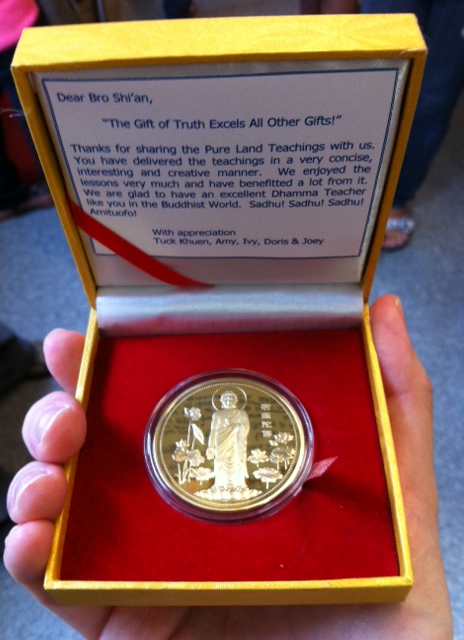 Dear Bro Shi'an,
"The Gift of Truth Excels All Other Gifts!"
Thanks for sharing the Pure Land Teachings with us.
You have delivered the teachings in a very concise,
interesting and creative manner. We enjoyed the
lessons very much and have benefitted a lot from it.
We are glad to have an excellent Dhamma Teacher
like you in the Buddhist World. Sadhu! Sadhu! Sadhu!
Amituofo!
With appreciation
Tuck Khuen, Amy, Ivy, Doris & Joey